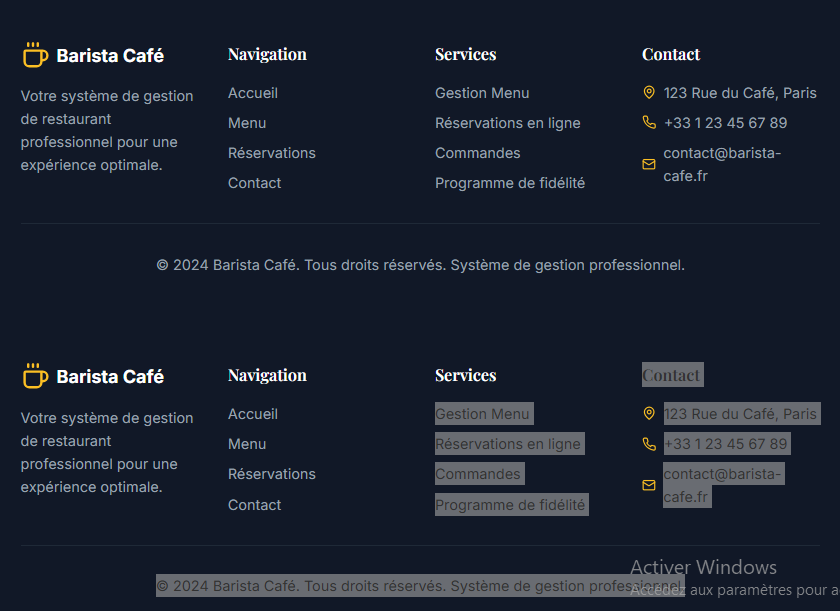 Barista Café
Votre système de gestion
de restaurant
professionnel pour une
expérience optimale.
Navigation
Accueil
Menu
Réservations
Contact
Services
Gestion Menu
Réservations en ligne
Commandes
Programme de fidélité
Contact
123 Rue du Café, Paris
+33 1 23 45 67 89
contact@barista-
cafe.fr
© 2024 Barista Café. Tous droits réservés. Système de gestion professionnel.
Barista Café
Votre système de gestion
de restaurant
professionnel pour une
expérience optimale.
Navigation
Accueil
Menu
Réservations
Contact
Services
Gestion Menu
Réservations en ligne
Commandes
Programme de fidélité
Contact
123 Rue du Café, Paris
+33 1 23 45 67 89
contact@barista-
cafe.fr
© 2024 Barista Café. Tous droits réservés. Système de gestion professionnel.
Activer Windows
Accédez aux paramètres pour a